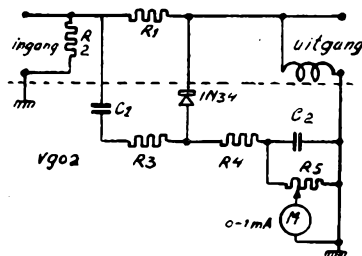 R1
ingang
R2
uitgang
C1
1N34
C2
R3
R4
R5
vg02
0-1mA
M